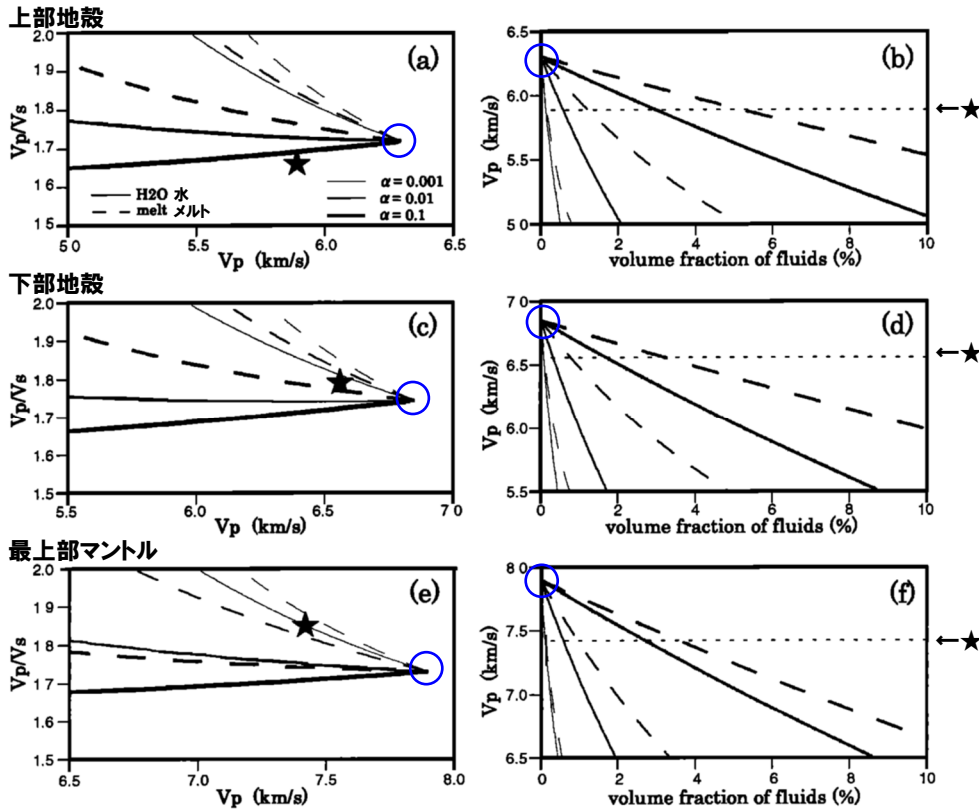 上部地殻
2.0
1.9
1.8
1.7
1.6
1.5
Vp/Vs
(a)
H2O 水
melt メルト
α = 0.001
α = 0.01
α = 0.1
5 0
5.5
6.0
6.5
Vp (km/s)
6.5
6.0
5.5
5.0
Vp (km/s)
(b)
←★
0
2
4
6
8
10
volume fraction of fluids (%)
下部地殻
2.0
1.9
1.8
1.7
1.6
1.5
Vp/Vs
(c)
5.5
6.0
6.5
7 0
Vp (km/s)
7 0
6.5
6.0
5.5
Vp (km/s)
(d)
←★
0
2
4
6
8
10
volume fraction of fluids (%)
最上部マントル
2.0
1.9
1.8
1.7
1.6
1.5
Vp/Vs
(e)
6.5
7.0
7.5
8.0
Vp (km/s)
8 0
7.5
7.0
6.5
Vp (km/s)
(f)
←★
0
2
4
6
8
10
volume fraction of fluids (%)